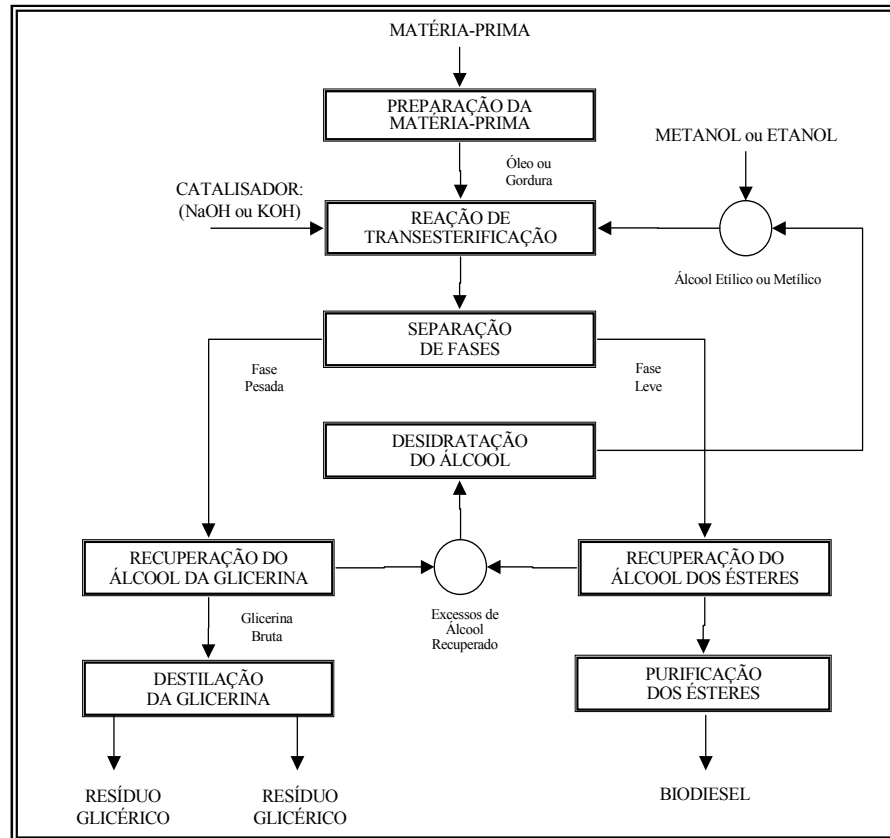 MATÉRIA-PRIMA
PREPARAÇÃO DA
MATÉRIA-PRIMA
METANOL ou ETANOL
Óleo ou
Gordura
CATALISADOR:
(NaOH ou KOH)
REAÇÃO DE
TRANSESTERIFICAÇÃO
Álcool Etílico ou Metílico
SEPARAÇÃO
DE FASES
Fase
Pesada
Fase
Leve
DESIDRATAÇÃO
DO ÁLCOOL
RECUPERAÇÃO DO
ÁLCOOL DA GLICERINA
RECUPERAÇÃO DO
ÁLCOOL DOS ÉSTERES
Glicerina
Bruta
Excessos de
Álcool
Recuperado
DESTILAÇÃO
DA GLICERINA
PURIFICAÇÃO
DOS ÉSTERES
RESÍDUO
GLICÉRICO
RESÍDUO
GLICÉRICO
BIODIESEL